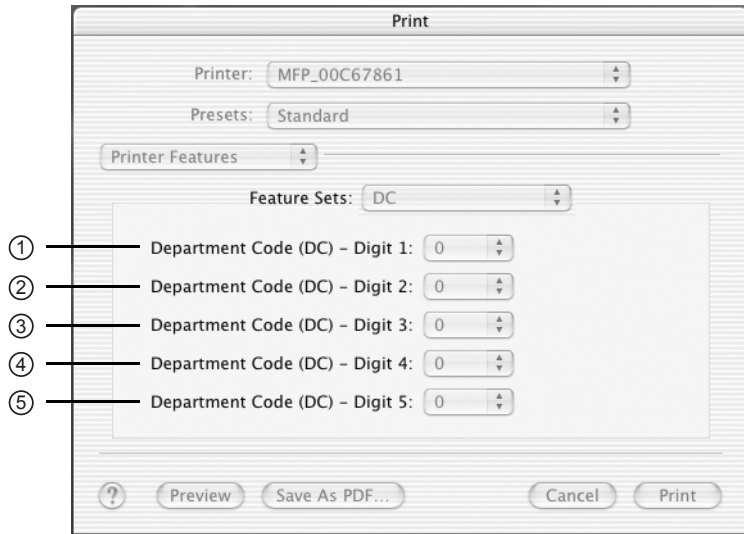 Print
Printer: MFP_00C67861
Presets: Standard
Printer Features
Feature Sets: DC
① Department Code (DC) – Digit 1: 0
② Department Code (DC) – Digit 2: 0
③ Department Code (DC) – Digit 3: 0
④ Department Code (DC) – Digit 4: 0
⑤ Department Code (DC) – Digit 5: 0
? Preview Save As PDF... Cancel Print